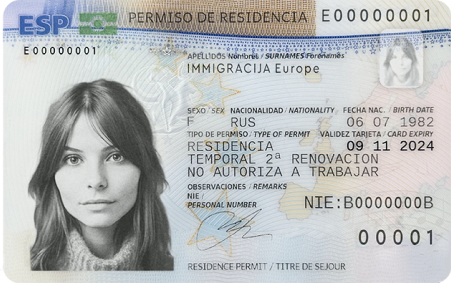 ESP PERMISO DE RESIDENCIA E00000001
E00000001
APELLIDOS Nombre/ SURNAMES Forenames
IMMIGRACIJA Europe
SEXO / SEX NACIONALIDAD / NATIONALITY FECHA NAC. / BIRTH DATE
F RUS 06 07 1982
TIPO DE PERMISO / TYPE OF PERMIT VALIDEZ TARJETA / CARD EXPIRY
RESIDENCIA 09 11 2024
TEMPORAL 2ª RENOVACION
NO AUTORIZA A TRABAJAR
OBSERVACIONES / REMARKS
NIE /
PERSONAL NUMBER NIE:B0000000B
00001
RESIDENCE PERMIT / TITRE DE SEJOUR